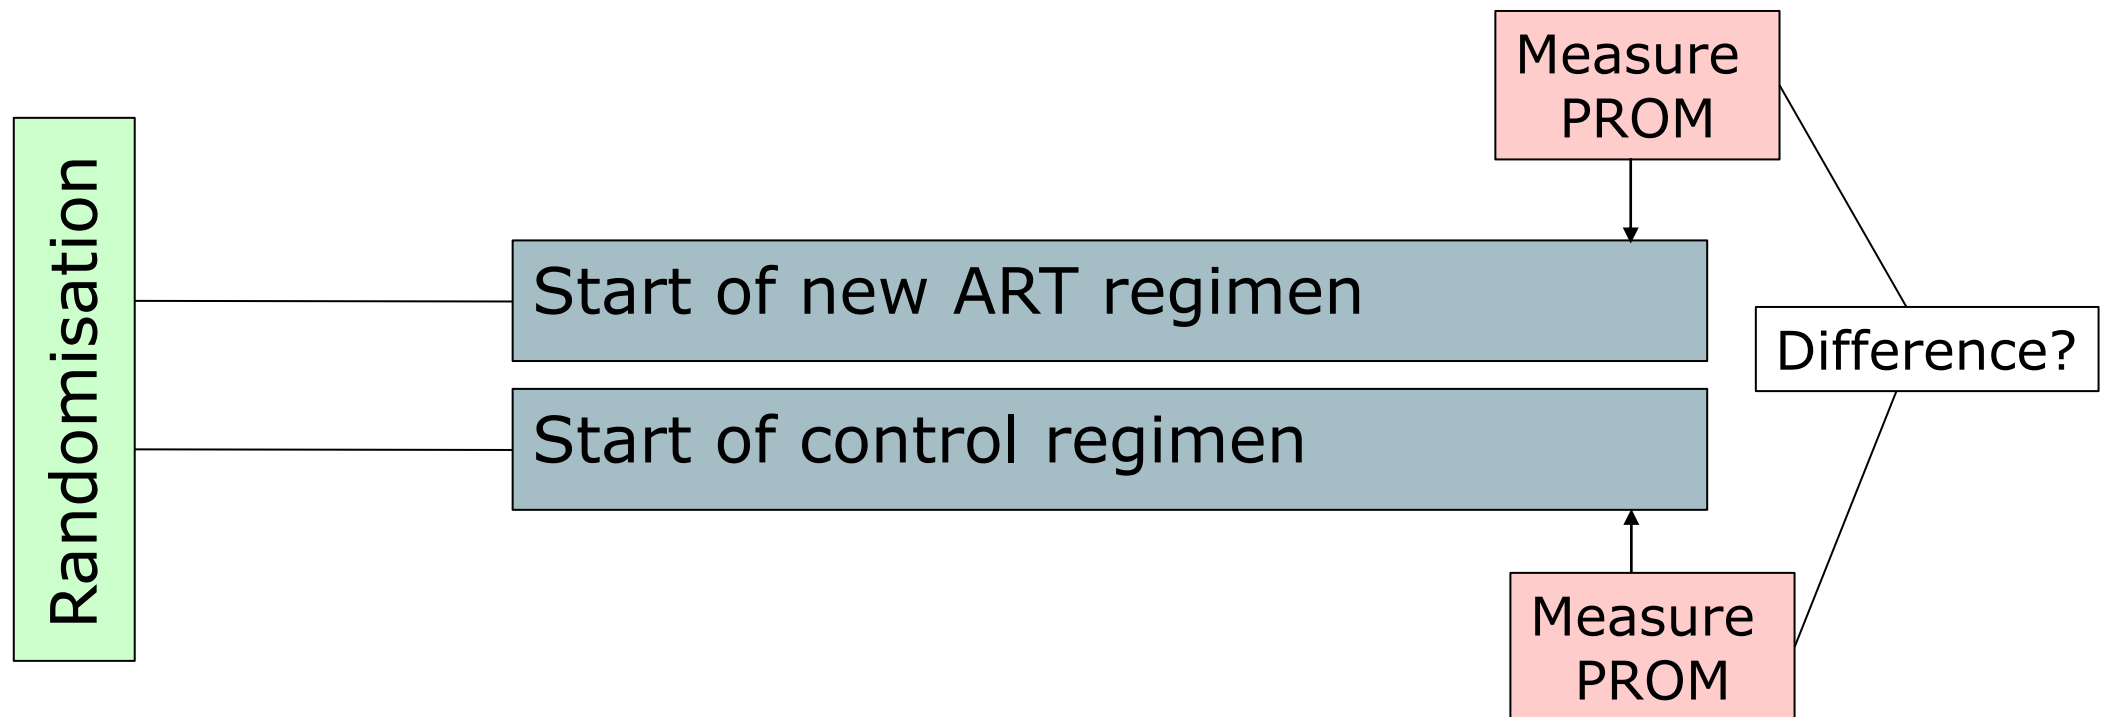 Randomisation
Measure
PROM
Start of new ART regimen
Difference?
Start of control regimen
Measure
PROM